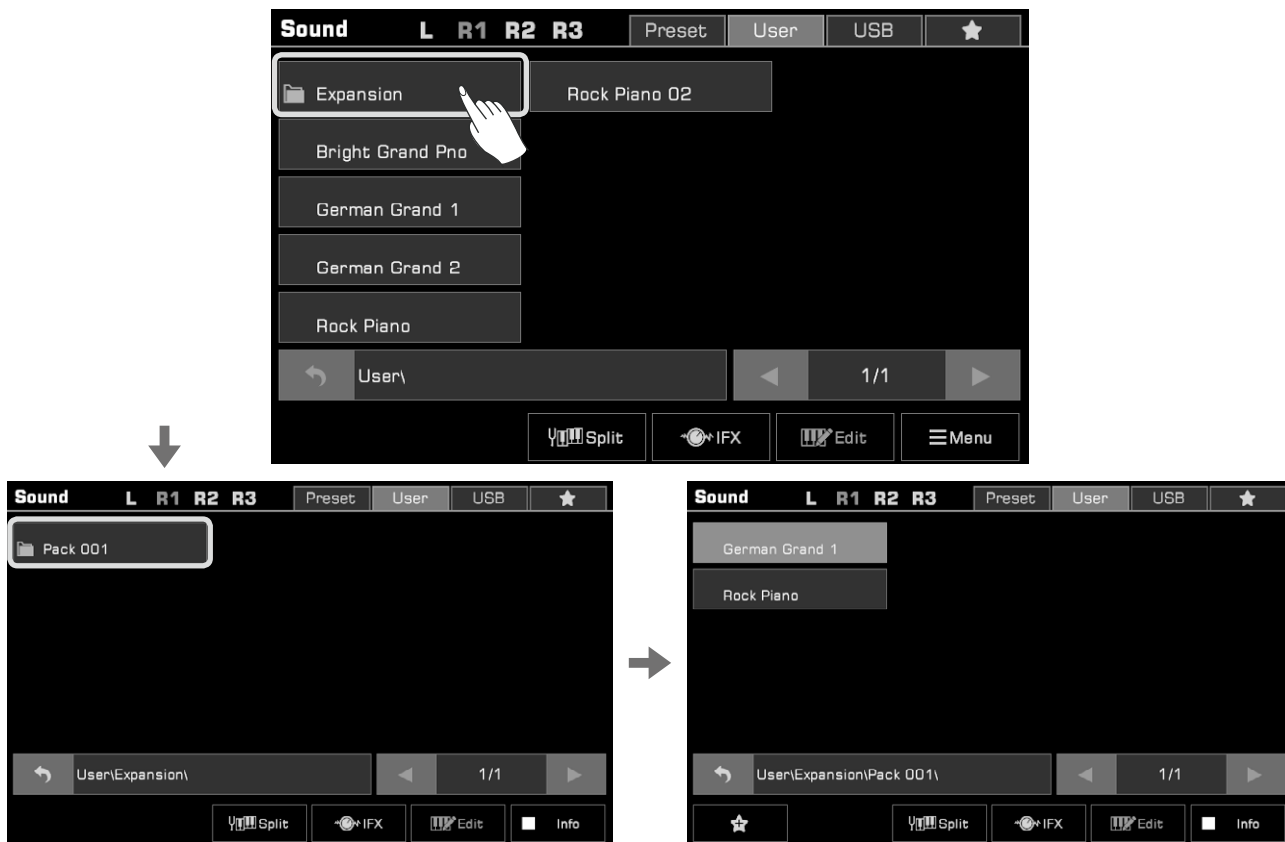 Sound L R1 R2 R3 Preset User USB
Expansion Rock Piano 02
Bright Grand Pno
German Grand 1
German Grand 2
Rock Piano
User\ 1/1
Split IFX Edit Menu
Sound L R1 R2 R3 Preset User USB
Pack 001
User\Expansion\ 1/1
Split IFX Edit Info
Sound L R1 R2 R3 Preset User USB
German Grand 1
Rock Piano
User\Expansion\Pack 001\ 1/1
Split IFX Edit Info